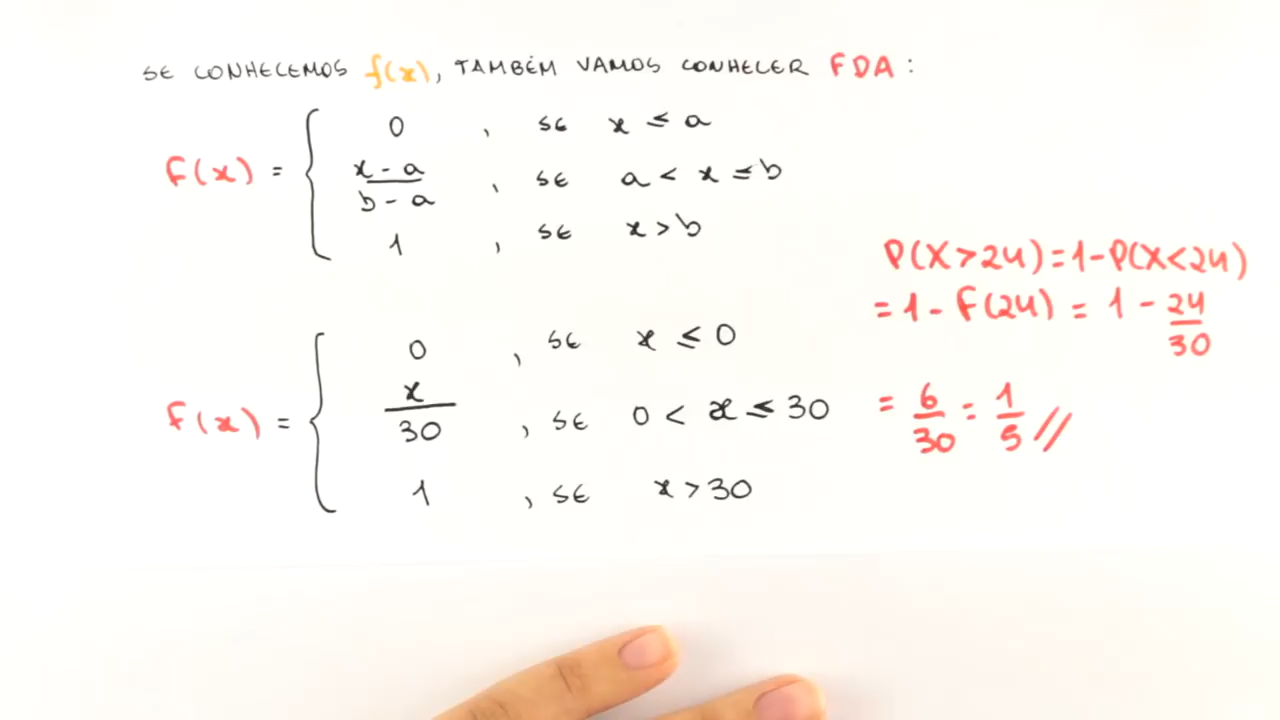 SE CONHECEMOS f(x), TAMBÉM VAMOS CONHECER FDA:
0 , SE x ≤ a
F(x) = { x - a / b - a , SE a < x ≤ b
1 , SE x > b
P(X>24) = 1 - P(X<24)
= 1 - F(24) = 1 - 24/30
= 6/30 = 1/5 //
0 , SE x ≤ 0
F(x) = { x / 30 , SE 0 < x ≤ 30
1 , SE x > 30